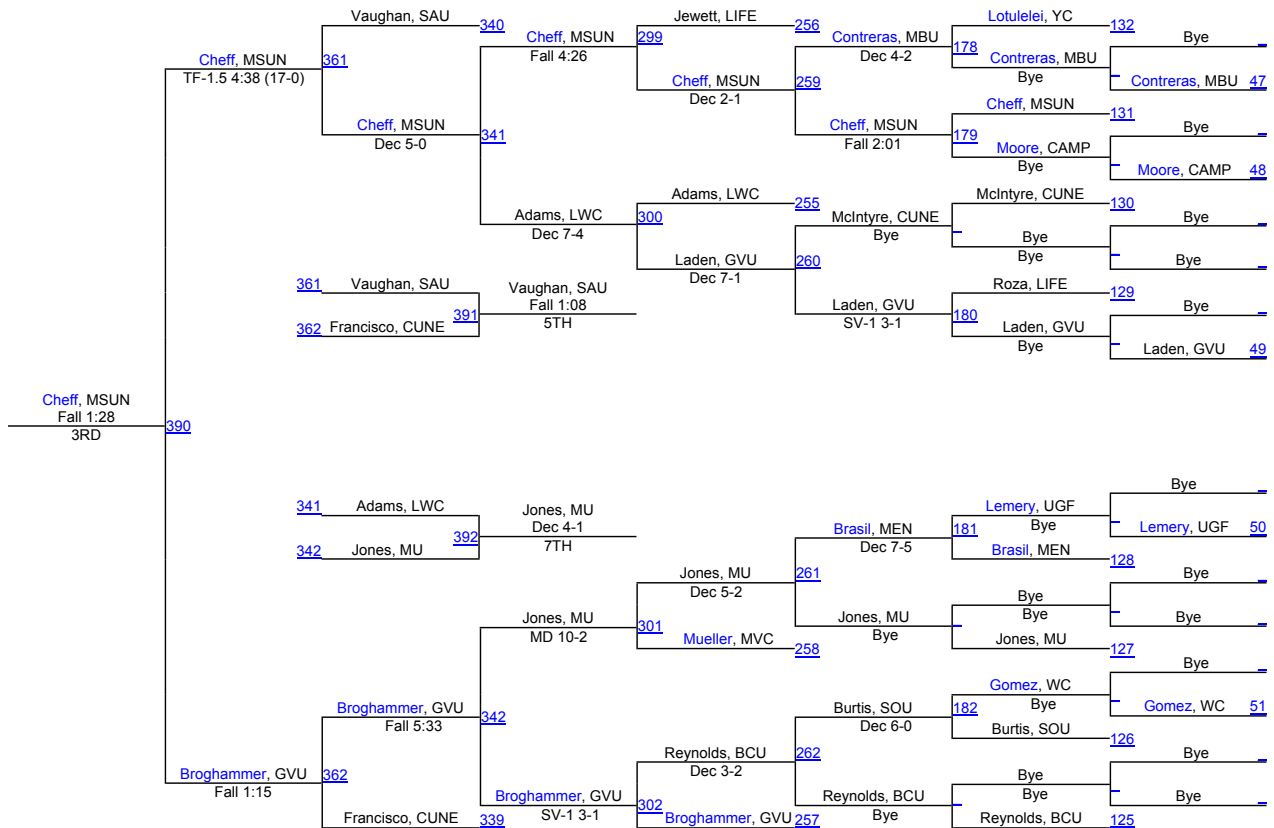 Vaughan, SAU 340
Jewett, LIFE 256
Lotulelei, YC 132
Bye
Cheff, MSUN 299
Fall 4:26
Contreras, MBU 178
Dec 4-2
Contreras, MBU
Bye
Contreras, MBU 47
Cheff, MSUN 361
TF-1.5 4:38 (17-0)
Cheff, MSUN 259
Dec 2-1
Cheff, MSUN 131
Bye
Cheff, MSUN 341
Dec 5-0
Cheff, MSUN 179
Fall 2:01
Moore, CAMP
Bye
Moore, CAMP 48
Adams, LWC 255
McIntyre, CUNE 130
Bye
Adams, LWC 300
Dec 7-4
McIntyre, CUNE
Bye
Bye
Bye
Bye
Laden, GVU 260
Dec 7-1
361 Vaughan, SAU
Vaughan, SAU
Fall 1:08
5TH
Roza, LIFE 129
Bye
391
362 Francisco, CUNE
Laden, GVU 180
SV-1 3-1
Laden, GVU
Bye
Laden, GVU 49
Cheff, MSUN
Fall 1:28
3RD
390
Bye
341 Adams, LWC
Jones, MU
Dec 4-1
7TH
Lemery, UGF
Bye
Lemery, UGF 50
392
342 Jones, MU
Brasil, MEN 181
Dec 7-5
Brasil, MEN 128
Jones, MU 261
Dec 5-2
Bye
Bye
Bye
Bye
Jones, MU 301
MD 10-2
Jones, MU
Bye
Jones, MU 127
Mueller, MVC 258
Bye
Gomez, WC
Bye
Gomez, WC 51
Broghammer, GVU 342
Fall 5:33
Burtis, SOU 182
Dec 6-0
Burtis, SOU 126
Reynolds, BCU 262
Dec 3-2
Bye
Broghammer, GVU 362
Fall 1:15
Bye
Bye
Bye
Broghammer, GVU 302
SV-1 3-1
Reynolds, BCU
Bye
Francisco, CUNE 339
Broghammer, GVU 257
Reynolds, BCU 125